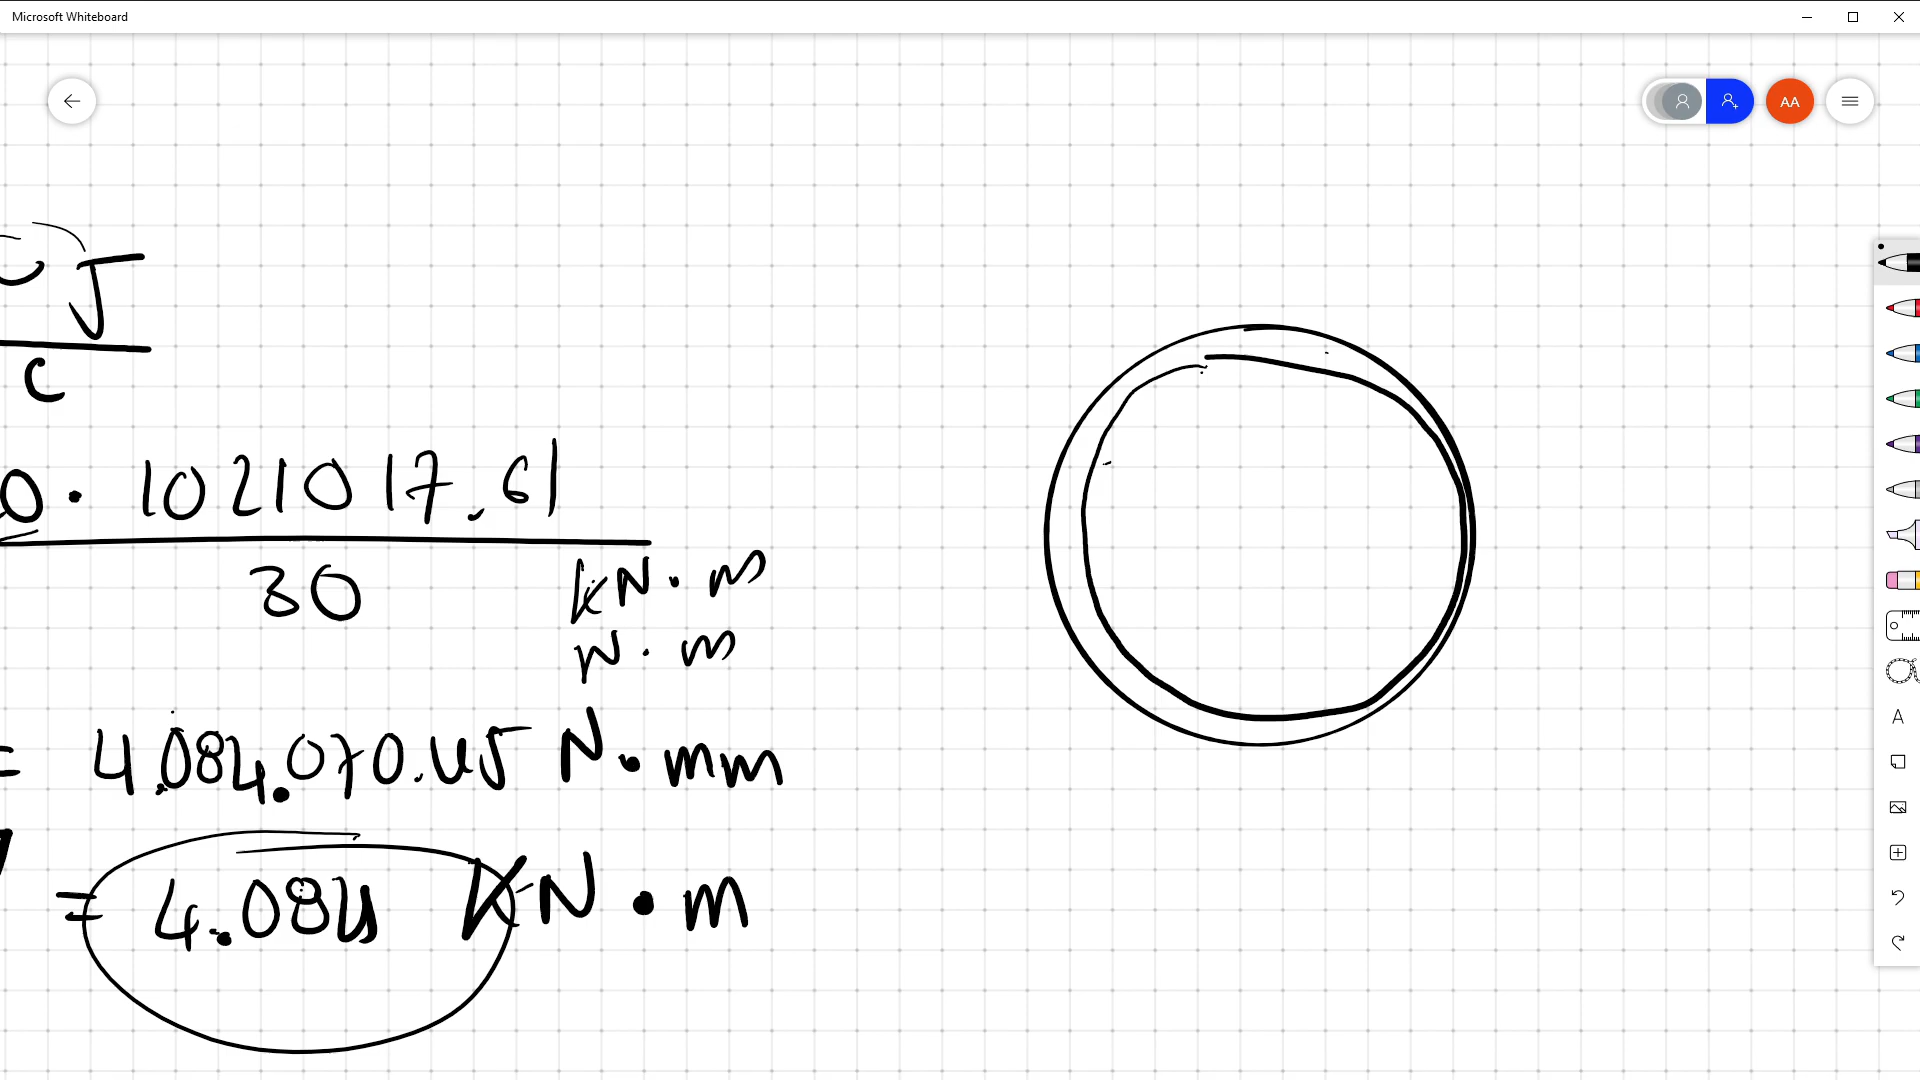 Microsoft Whiteboard
AA
J
c
0 · 1021017.61
30
kN·m
N·m
= 4.084.070.45 N·mm
= 4.084 kN·m
A